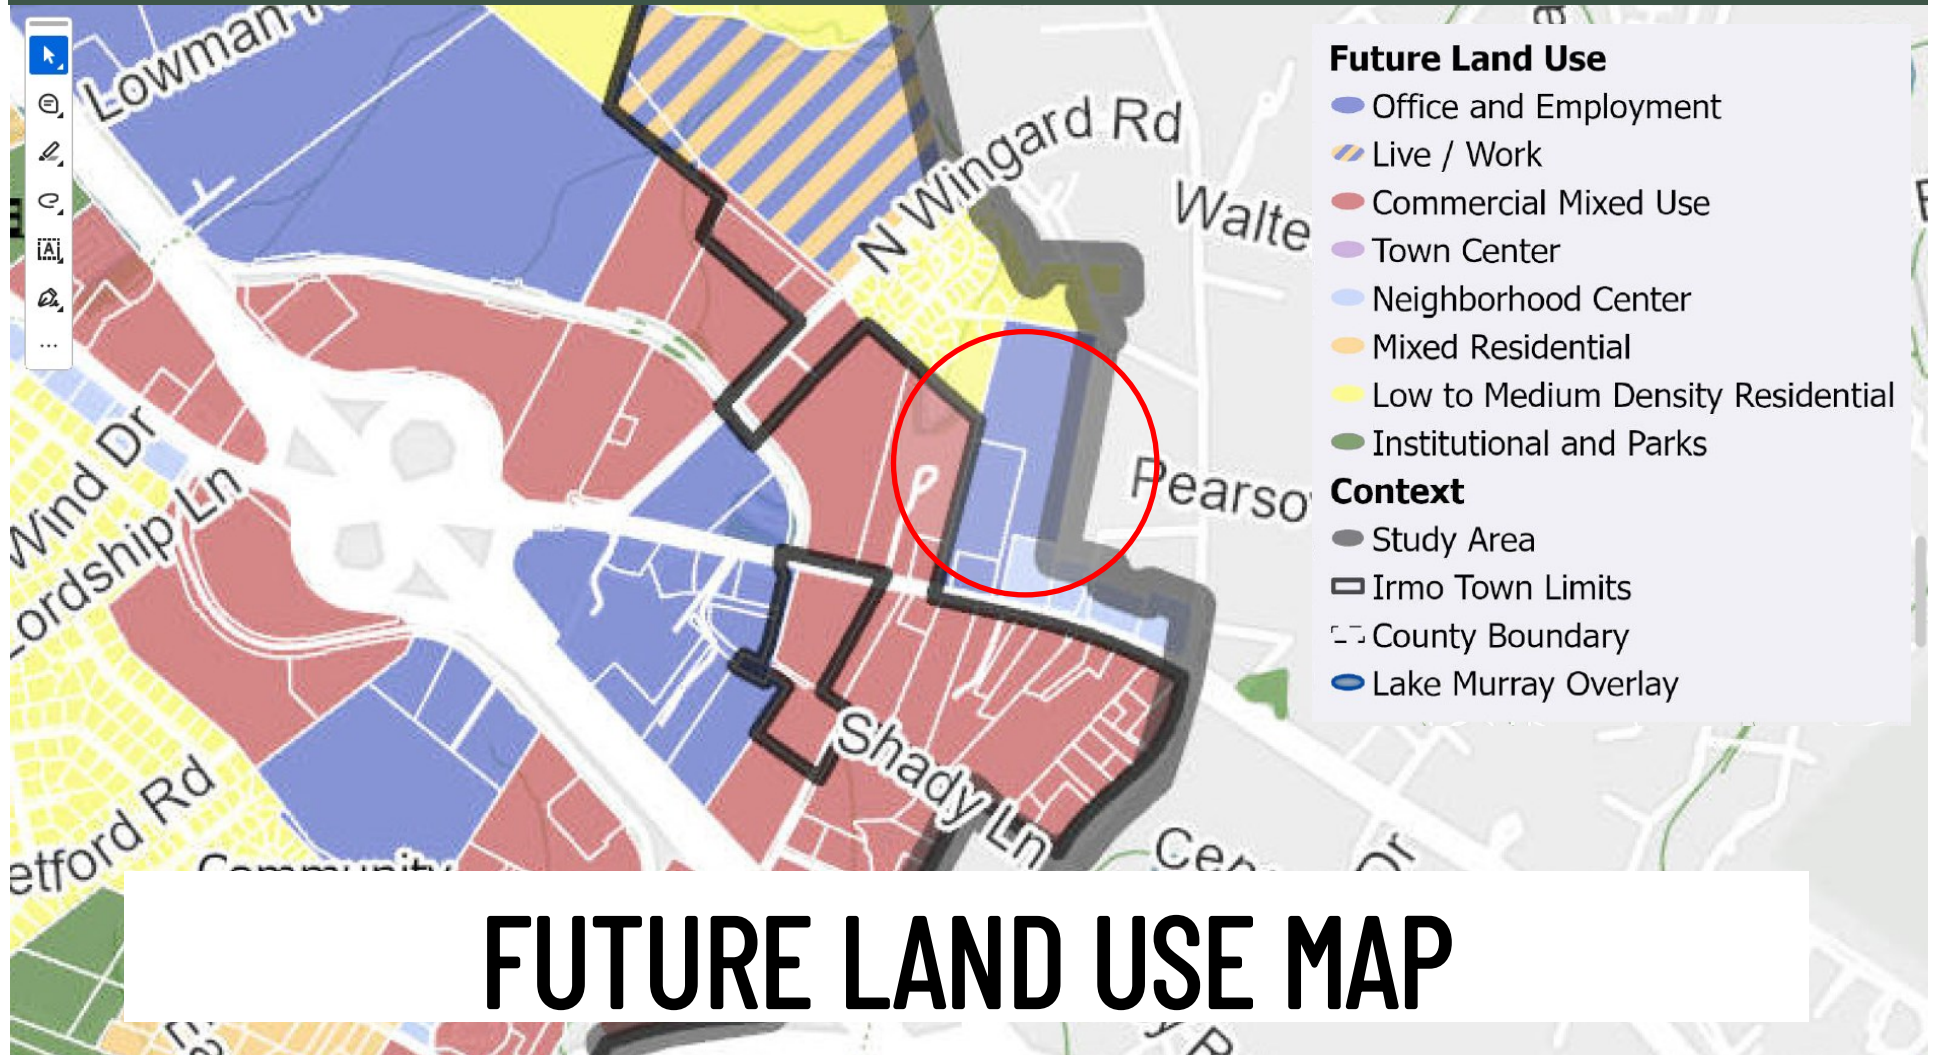 Lowman
N Wingard Rd
Walte
Future Land Use
Office and Employment
Live / Work
Commercial Mixed Use
Town Center
Neighborhood Center
Mixed Residential
Low to Medium Density Residential
Institutional and Parks
Context
Study Area
Irmo Town Limits
County Boundary
Lake Murray Overlay
Wind Dr
Lordship Ln
Pearso
Shady Ln
etford Rd
Community
Cen
Dr
FUTURE LAND USE MAP